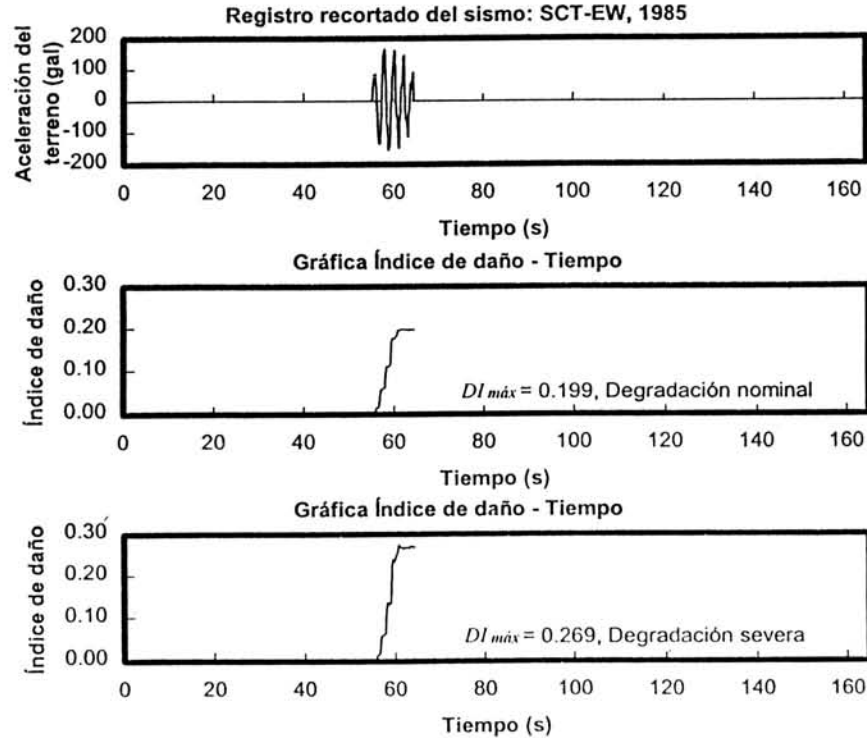 Registro recortado del sismo: SCT-EW, 1985
Aceleración del
terreno (gal)
200
100
0
-100
-200
0 20 40 60 80 100 120 140 160
Tiempo (s)
Gráfica Índice de daño - Tiempo
Índice de daño
0.30
0.20
0.10
0.00
DI máx = 0.199, Degradación nominal
0 20 40 60 80 100 120 140 160
Tiempo (s)
Gráfica Índice de daño - Tiempo
Índice de daño
0.30
0.20
0.10
0.00
DI máx = 0.269, Degradación severa
0 20 40 60 80 100 120 140 160
Tiempo (s)